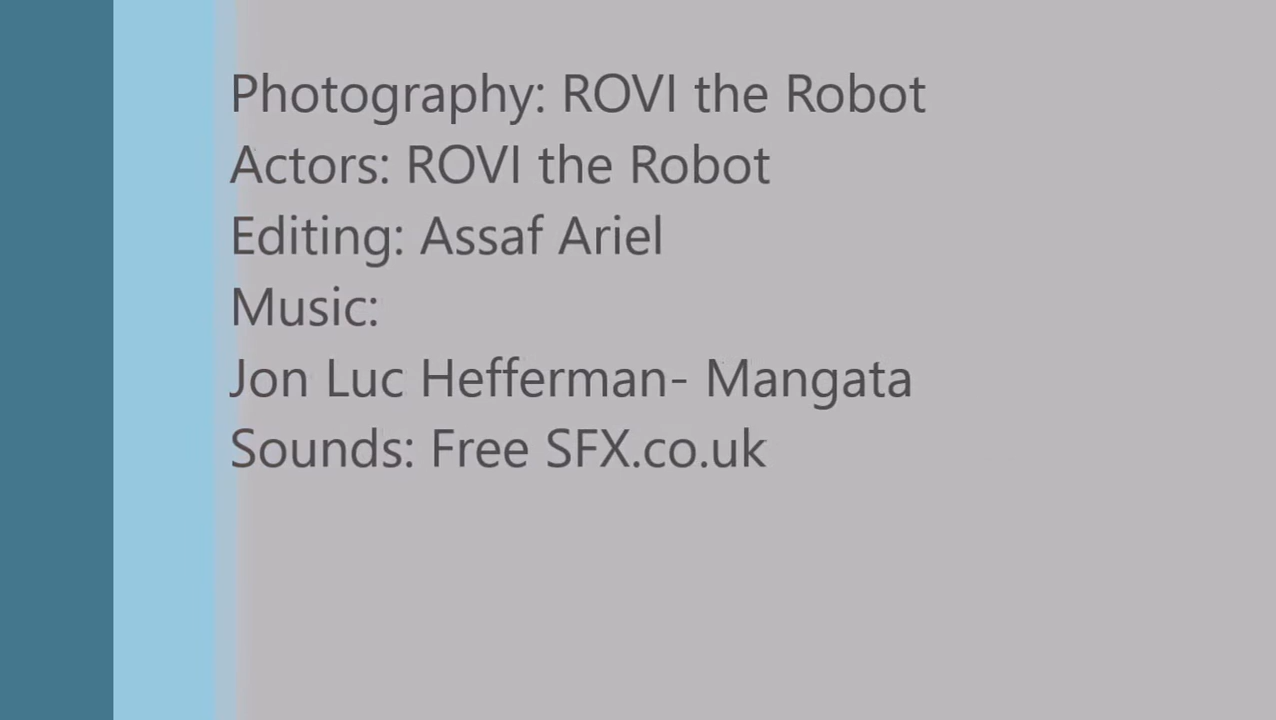 Photography: ROVI the Robot
Actors: ROVI the Robot
Editing: Assaf Ariel
Music:
Jon Luc Hefferman- Mangata
Sounds: Free SFX.co.uk